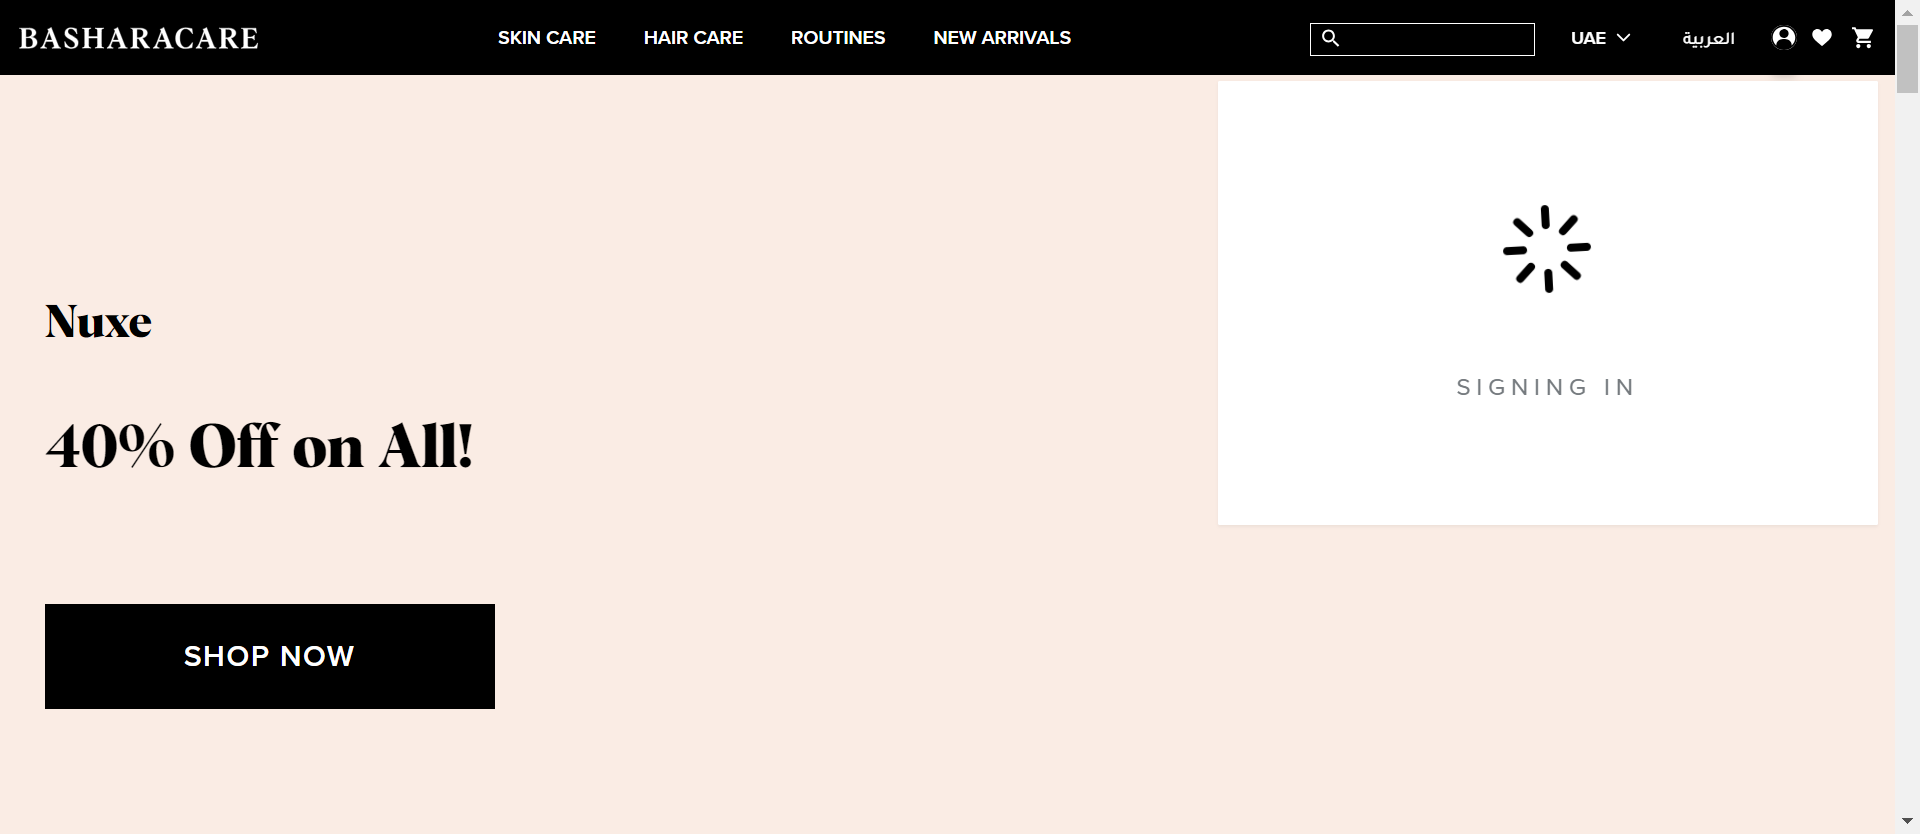 BASHARACARE
SKIN CARE HAIR CARE ROUTINES NEW ARRIVALS
UAE
العربية
SIGNING IN
Nuxe
40% Off on All!
SHOP NOW